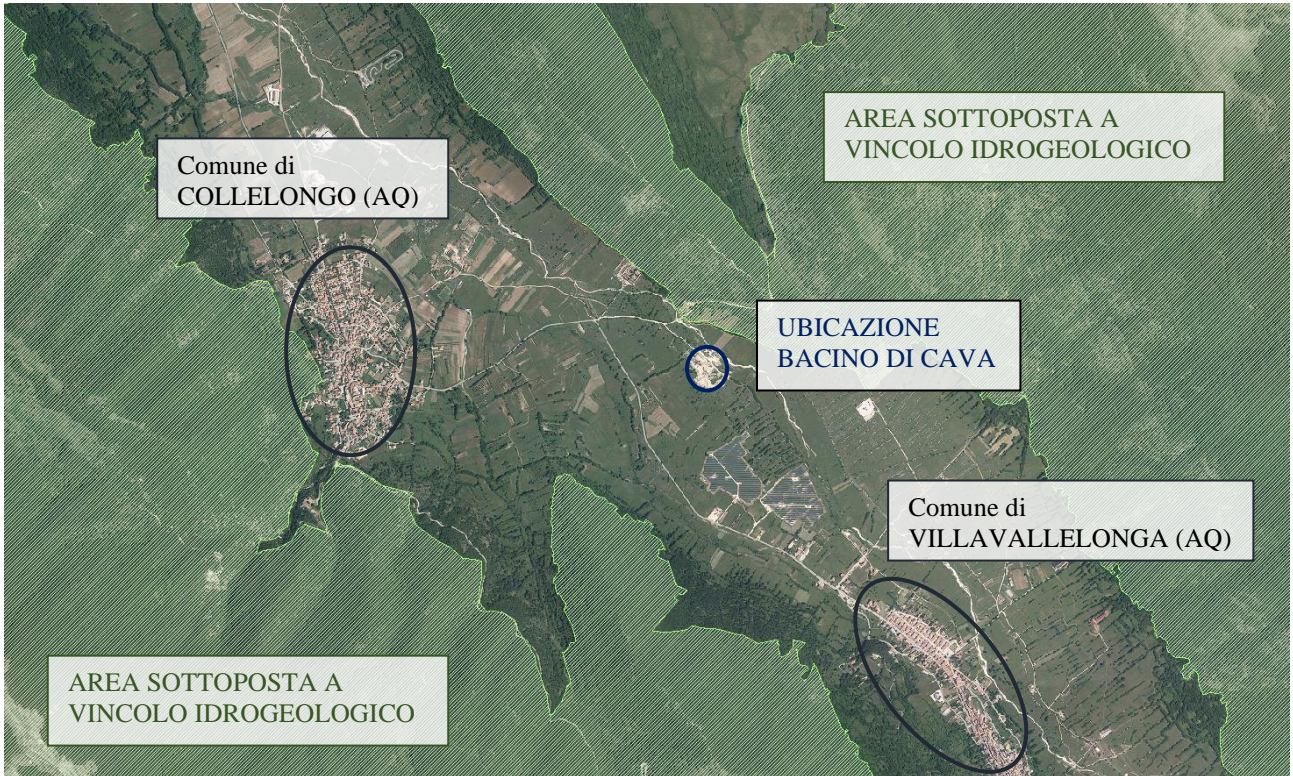 AREA SOTTOPOSTA A
VINCOLO IDROGEOLOGICO
Comune di
COLLELONGO (AQ)
UBICAZIONE
BACINO DI CAVA
Comune di
VILLAVALLELONGA (AQ)
AREA SOTTOPOSTA A
VINCOLO IDROGEOLOGICO